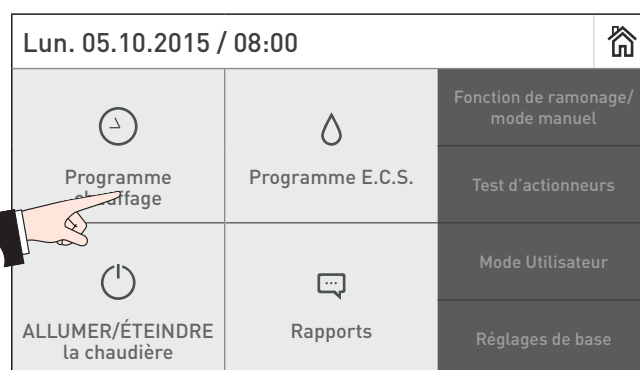 Lun. 05.10.2015 / 08:00
Programme
chauffage
Programme E.C.S.
Fonction de ramonage/
mode manuel
Test d'actionneurs
ALLUMER/ÉTEINDRE
la chaudière
Rapports
Mode Utilisateur
Réglages de base